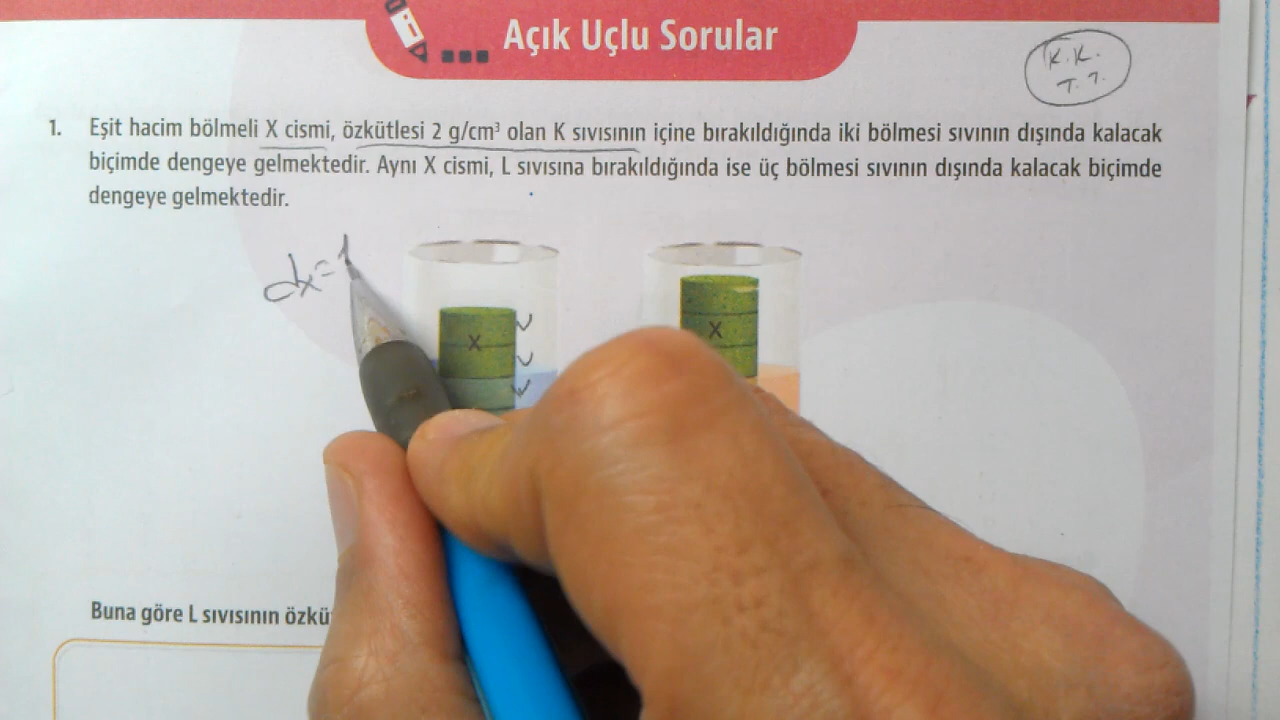 Açık Uçlu Sorular
K.K.
T.T.
1. Eşit hacim bölmeli X cismi, özkütlesi 2 g/cm³ olan K sıvısının içine bırakıldığında iki bölmesi sıvının dışında kalacak
biçimde dengeye gelmektedir. Aynı X cismi, L sıvısına bırakıldığında ise üç bölmesi sıvının dışında kalacak biçimde
dengeye gelmektedir.
dx=1
X
X
Buna göre L sıvısının özkü